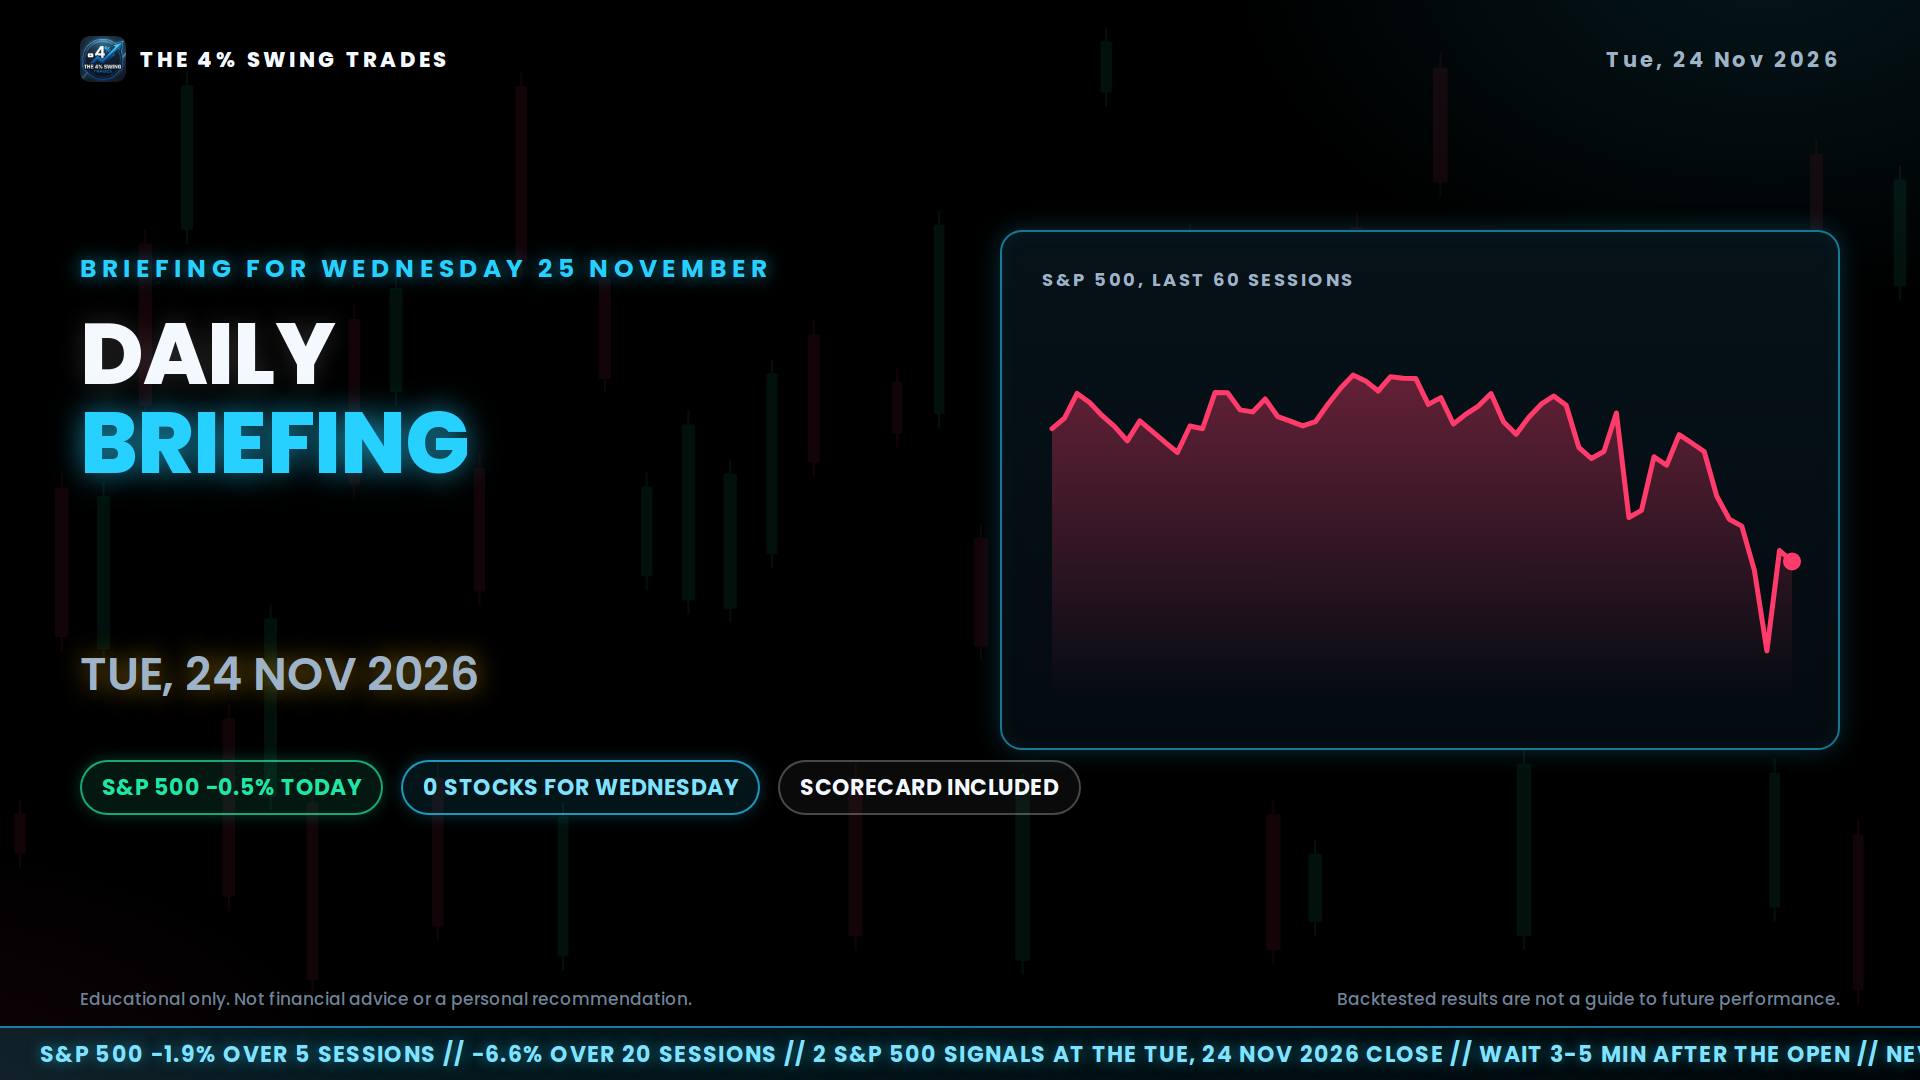 THE 4% SWING TRADES
Tue, 24 Nov 2026
BRIEFING FOR WEDNESDAY 25 NOVEMBER
DAILY
BRIEFING
TUE, 24 NOV 2026
S&P 500 -0.5% TODAY
0 STOCKS FOR WEDNESDAY
SCORECARD INCLUDED
S&P 500, LAST 60 SESSIONS
Educational only. Not financial advice or a personal recommendation.
Backtested results are not a guide to future performance.
S&P 500 -1.9% OVER 5 SESSIONS // -6.6% OVER 20 SESSIONS // 2 S&P 500 SIGNALS AT THE TUE, 24 NOV 2026 CLOSE // WAIT 3-5 MIN AFTER THE OPEN //